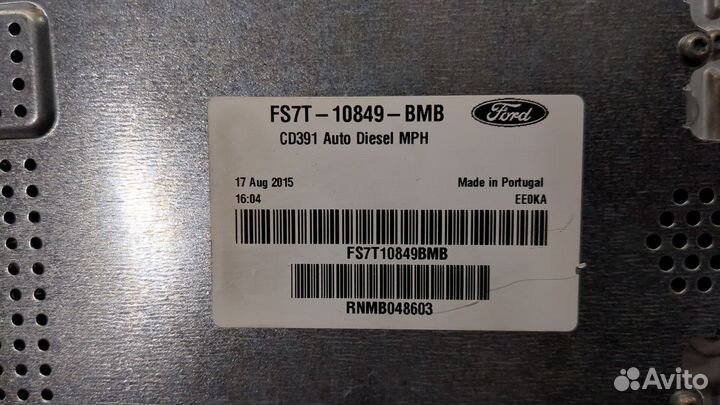 FS7T-10849-BMB
Ford
CD391 Auto Diesel MPH
17 Aug 2015
Made in Portugal
16:04
EE0KA
FS7T10849BMB
RNMB048603
Avito